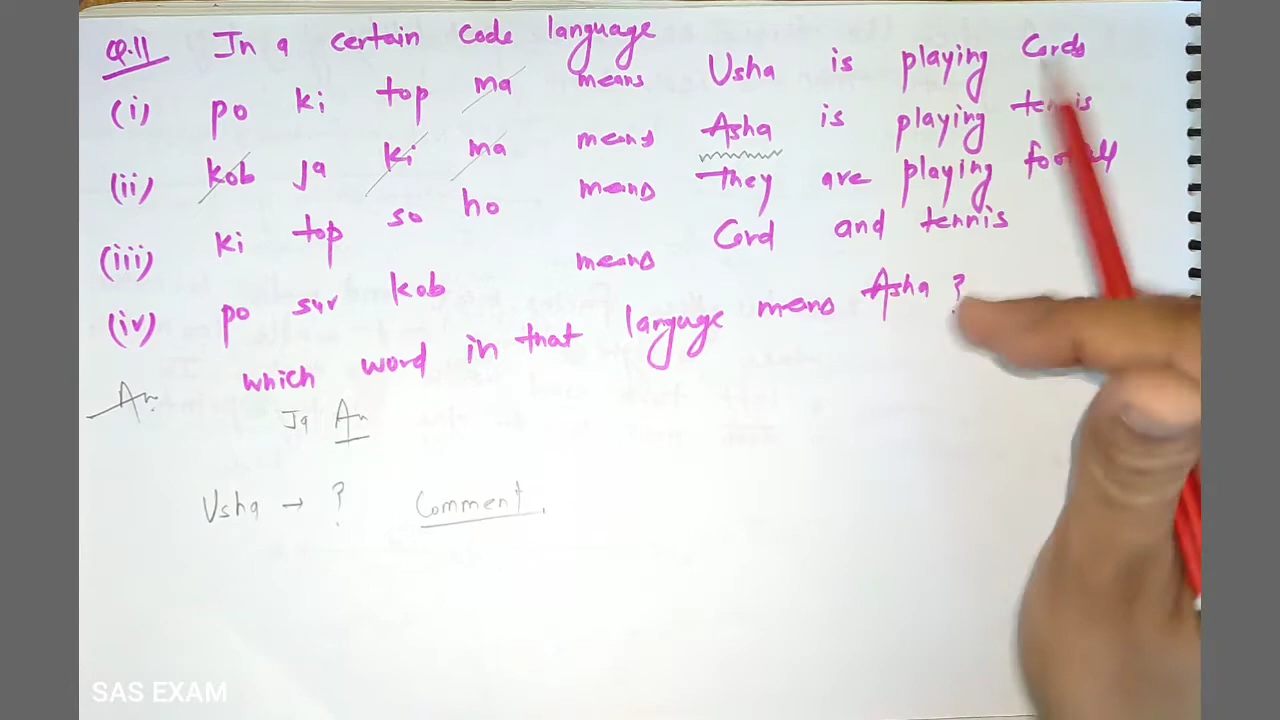 Q.11 In a certain code language
(i) po ki top ma means Usha is playing Cards
(ii) kob ja ki ma means Asha is playing tennis
(iii) ki top so ho means They are playing
(iv) po sur kob means Card and tennis
which word in that language means Asha ?
An.
Ja An
Usha → ? Comment.
SAS EXAM